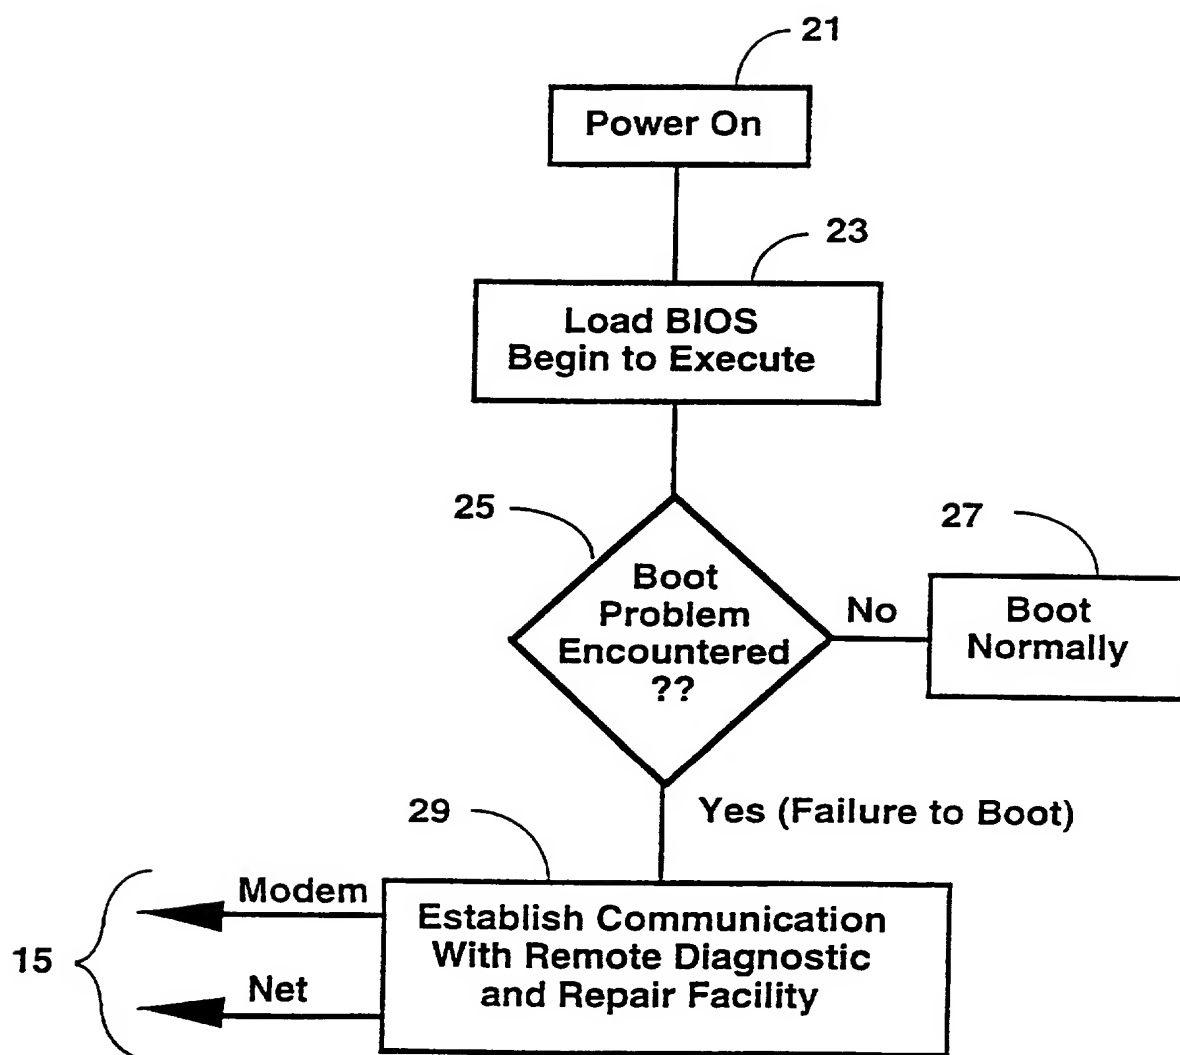 21
Power On
23
Load BIOS
Begin to Execute
25
27
Boot
Problem
Encountered
??
No
Boot
Normally
Yes (Failure to Boot)
29
Modem
15
Net
Establish Communication
With Remote Diagnostic
and Repair Facility